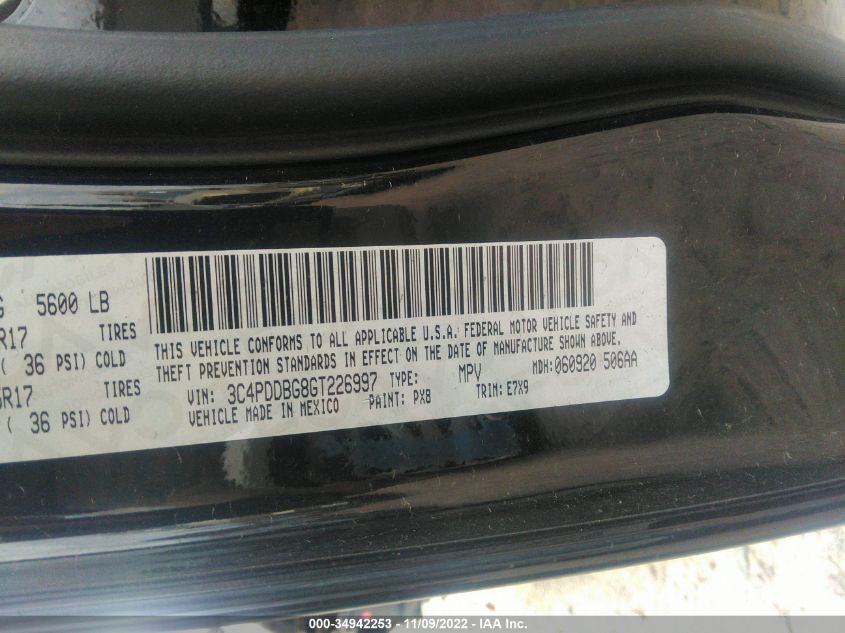 G 5600 LB
R17 TIRES
( 36 PSI) COLD
R17 TIRES
( 36 PSI) COLD
THIS VEHICLE CONFORMS TO ALL APPLICABLE U.S.A. FEDERAL MOTOR VEHICLE SAFETY AND
THEFT PREVENTION STANDARDS IN EFFECT ON THE DATE OF MANUFACTURE SHOWN ABOVE.
VIN: 3C4PDDBG8GT226997 TYPE: MPV MDH:060920 506AA
VEHICLE MADE IN MEXICO PAINT: PX8 TRIM: E7X9
000-34942253 - 11/09/2022 - IAA Inc.